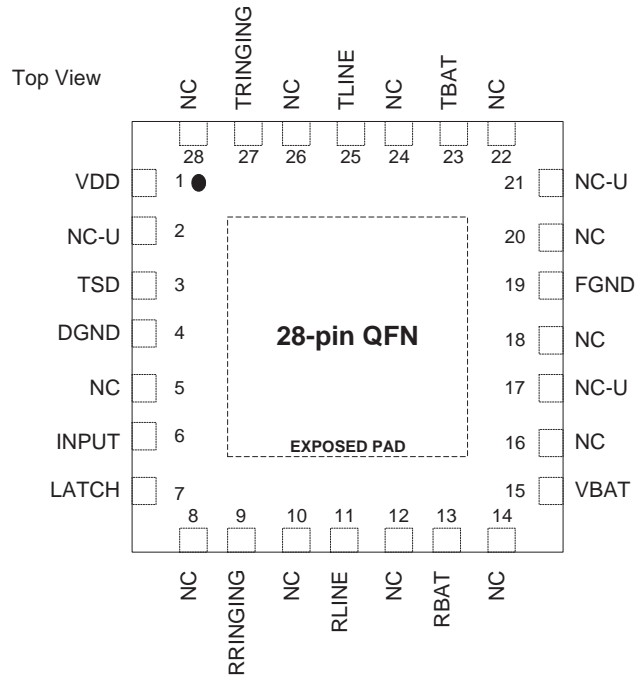 Top View
NC
TRINGING
NC
TLINE
NC
TBAT
NC
28
27
26
25
24
23
22
VDD 1
NC-U 2
TSD 3
DGND 4
NC 5
INPUT 6
LATCH 7
28-pin QFN
EXPOSED PAD
21 NC-U
20 NC
19 FGND
18 NC
17 NC-U
16 NC
15 VBAT
8
9
10
11
12
13
14
NC
RRINGING
NC
RLINE
NC
RBAT
NC